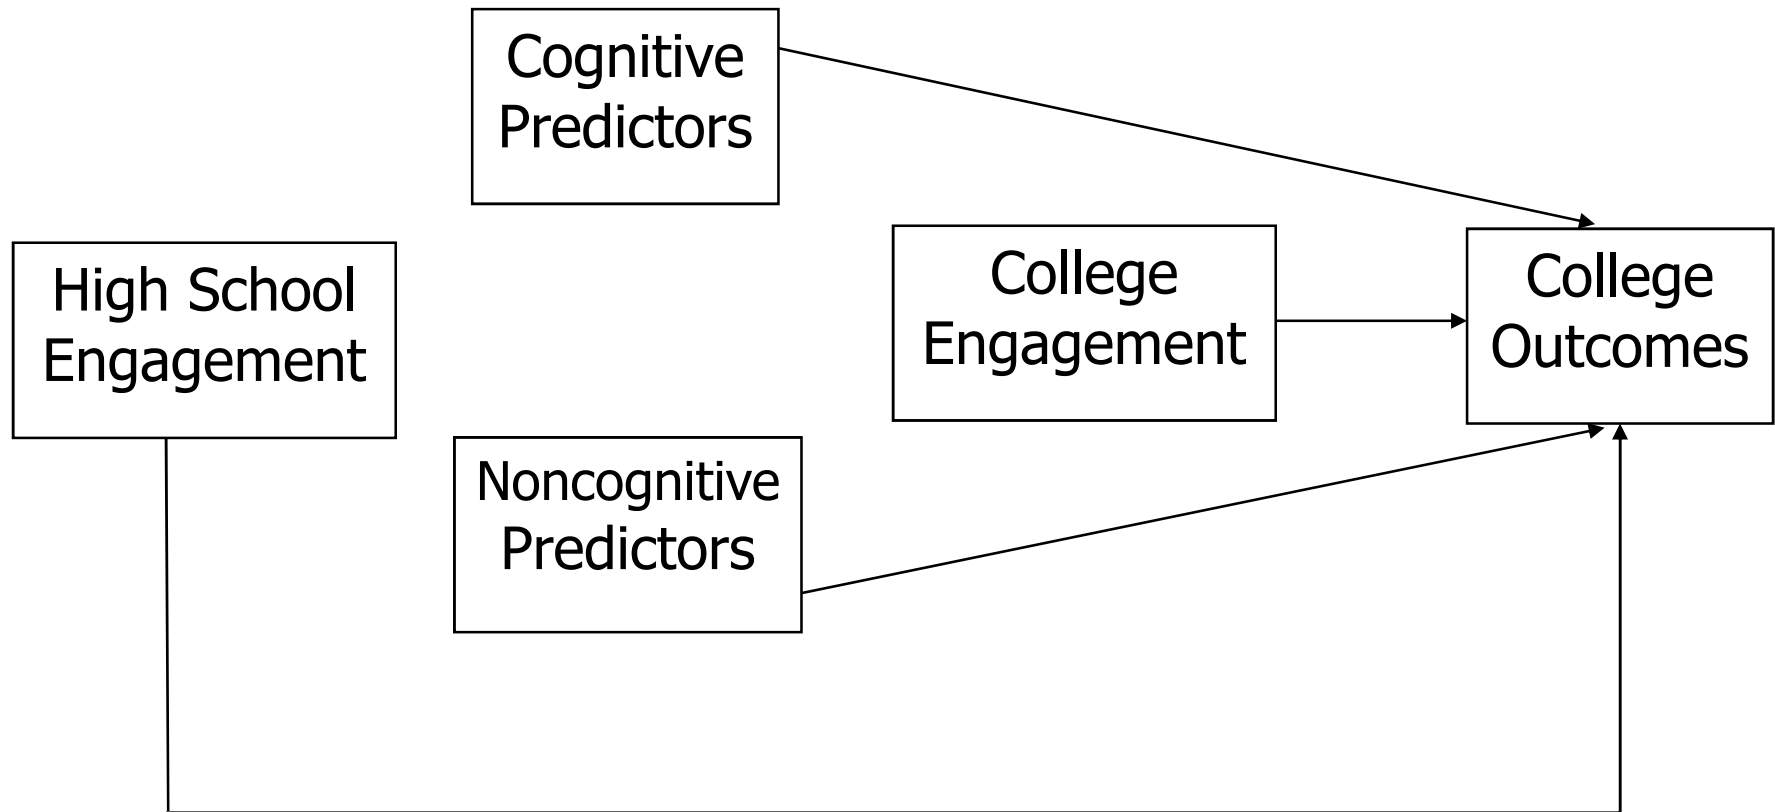 Cognitive
Predictors
High School
Engagement
College
Engagement
College
Outcomes
Noncognitive
Predictors